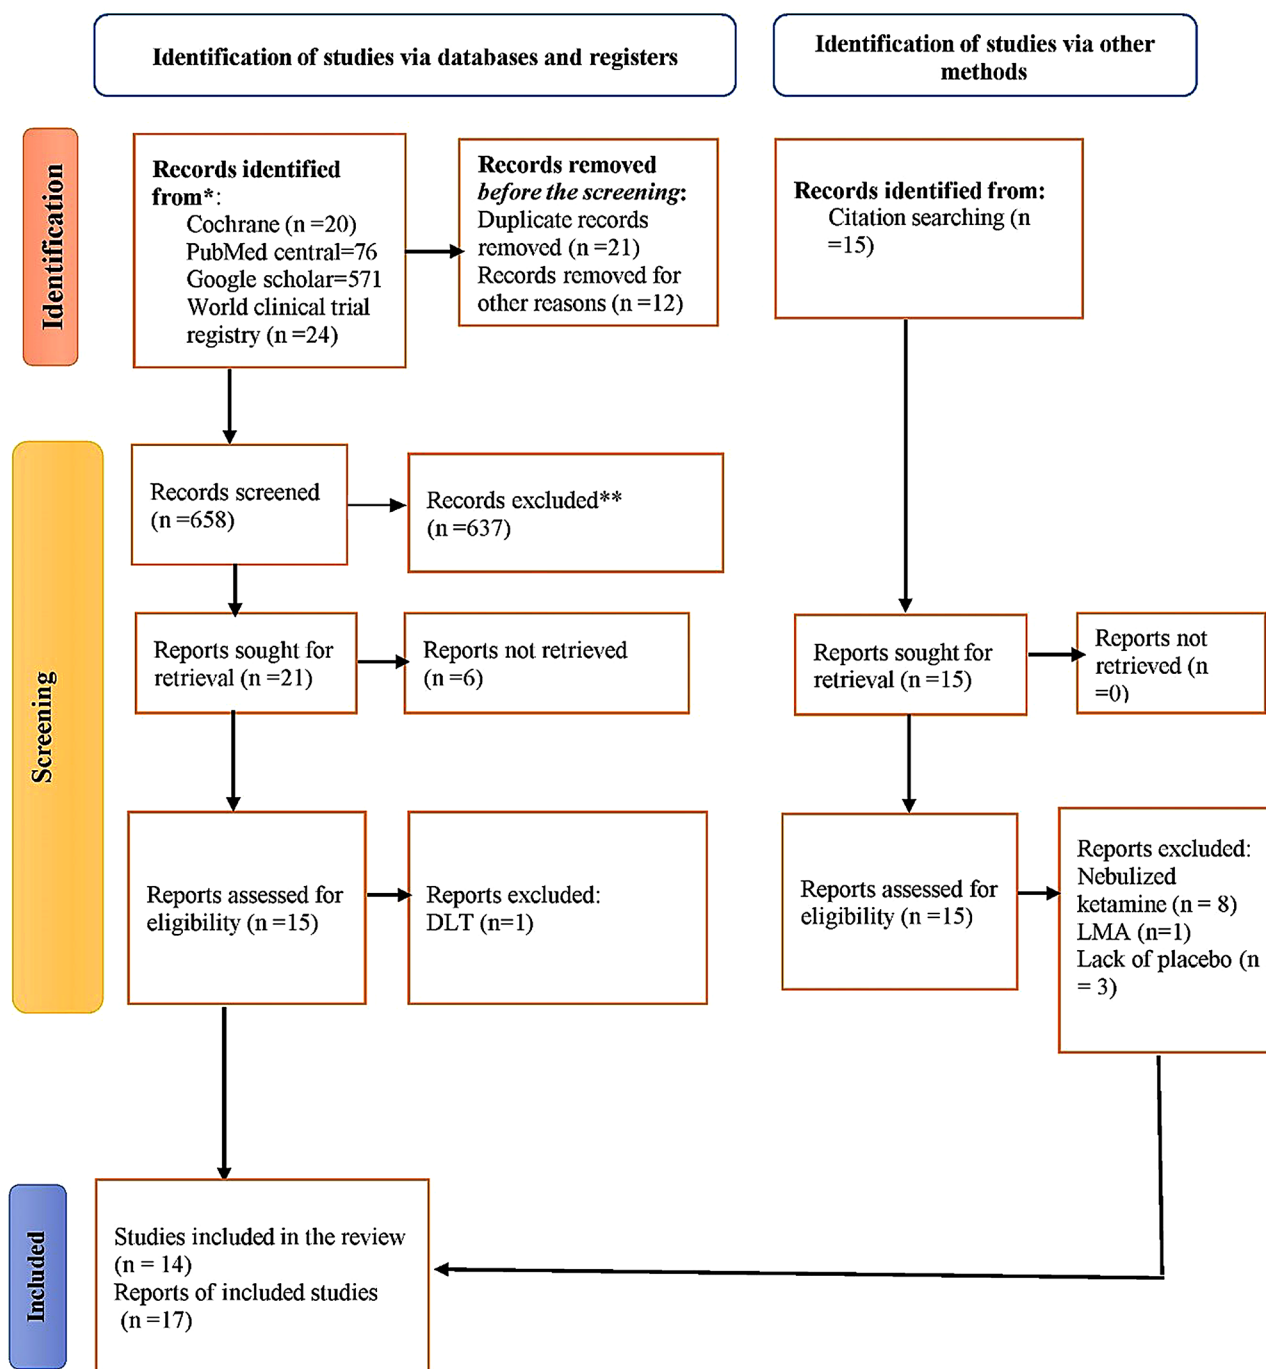 Identification of studies via databases and registers
Identification of studies via other
methods
Identification
Records identified
from*:
Cochrane (n =20)
PubMed central=76
Google scholar=571
World clinical trial
registry (n =24)
Records removed
before the screening:
Duplicate records
removed (n =21)
Records removed for
other reasons (n =12)
Records identified from:
Citation searching (n
=15)
Screening
Records screened
(n =658)
Records excluded**
(n =637)
Reports sought for
retrieval (n =21)
Reports not retrieved
(n =6)
Reports sought for
retrieval (n =15)
Reports not
retrieved (n
=0)
Reports assessed for
eligibility (n =15)
Reports excluded:
DLT (n=1)
Reports assessed for
eligibility (n =15)
Reports excluded:
Nebulized
ketamine (n = 8)
LMA (n=1)
Lack of placebo (n
= 3)
Included
Studies included in the review
(n = 14)
Reports of included studies
(n =17)